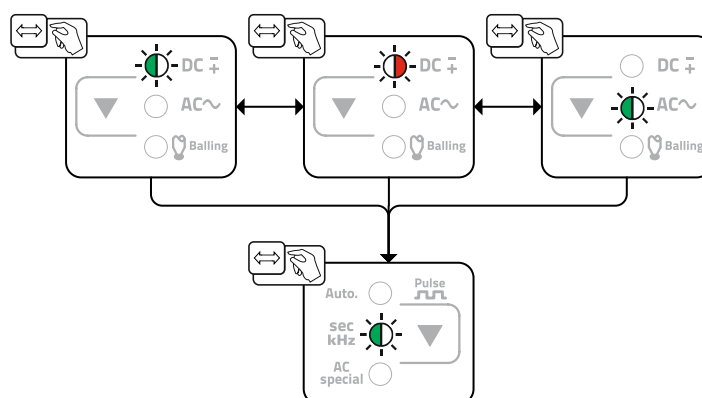 DC ∓
AC∿
Balling
DC ∓
AC∿
Balling
DC ∓
AC∿
Balling
Auto.
Pulse
sec
kHz
AC
special